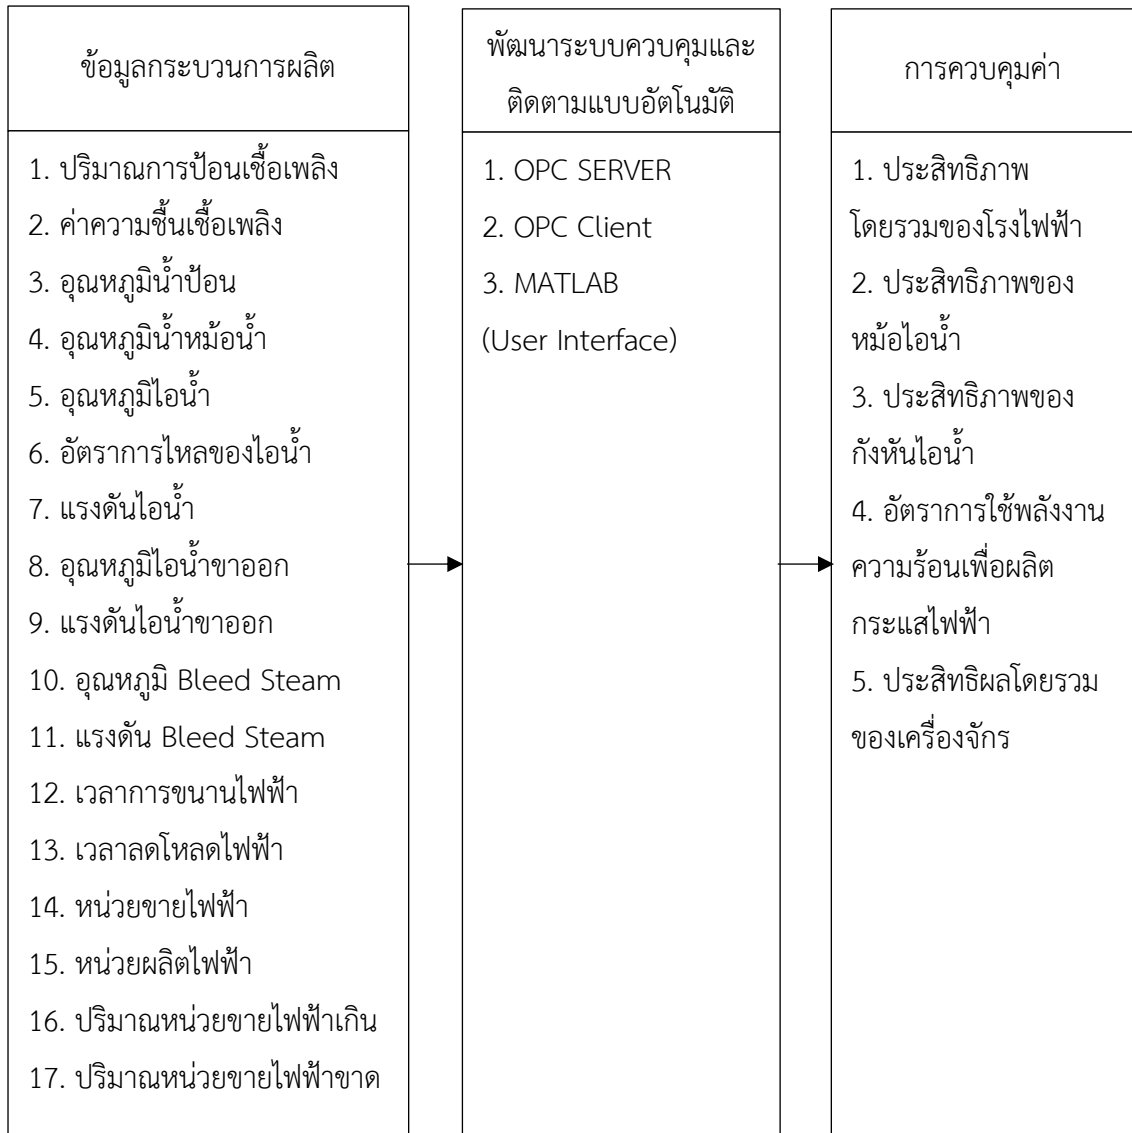 ข้อมูลกระบวนการผลิต
1. ปริมาณการป้อนเชื้อเพลิง
2. ค่าความชื้นเชื้อเพลิง
3. อุณหภูมิน้ำป้อน
4. อุณหภูมิน้ำหม้อน้ำ
5. อุณหภูมิไอน้ำ
6. อัตราการไหลของไอน้ำ
7. แรงดันไอน้ำ
8. อุณหภูมิไอน้ำขาออก
9. แรงดันไอน้ำขาออก
10. อุณหภูมิ Bleed Steam
11. แรงดัน Bleed Steam
12. เวลาการขนานไฟฟ้า
13. เวลาลดโหลดไฟฟ้า
14. หน่วยขายไฟฟ้า
15. หน่วยผลิตไฟฟ้า
16. ปริมาณหน่วยขายไฟฟ้าเกิน
17. ปริมาณหน่วยขายไฟฟ้าขาด
พัฒนาระบบควบคุมและ
ติดตามแบบอัตโนมัติ
1. OPC SERVER
2. OPC Client
3. MATLAB
(User Interface)
การควบคุมค่า
1. ประสิทธิภาพ
โดยรวมของโรงไฟฟ้า
2. ประสิทธิภาพของ
หม้อไอน้ำ
3. ประสิทธิภาพของ
กังหันไอน้ำ
4. อัตราการใช้พลังงาน
ความร้อนเพื่อผลิต
กระแสไฟฟ้า
5. ประสิทธิผลโดยรวม
ของเครื่องจักร